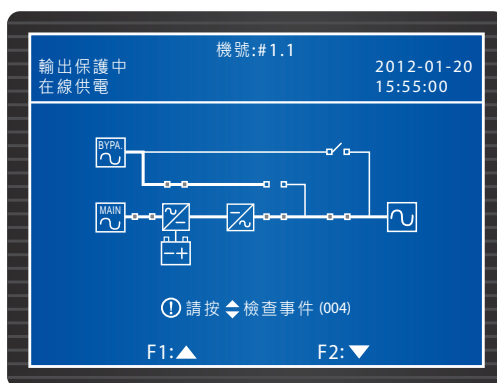 機號:#1.1
輸出保護中
2012-01-20
在線供電
15:55:00
BYPA.
MAIN
請按檢查事件 (004)
F1:
F2: